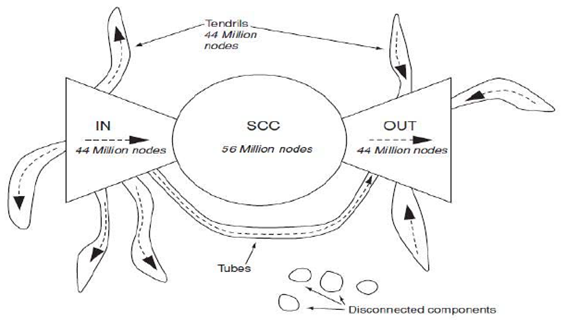 Tendrils
44 Million
nodes
IN
44 Million nodes
SCC
56 Million nodes
OUT
44 Million nodes
Tubes
Disconnected components